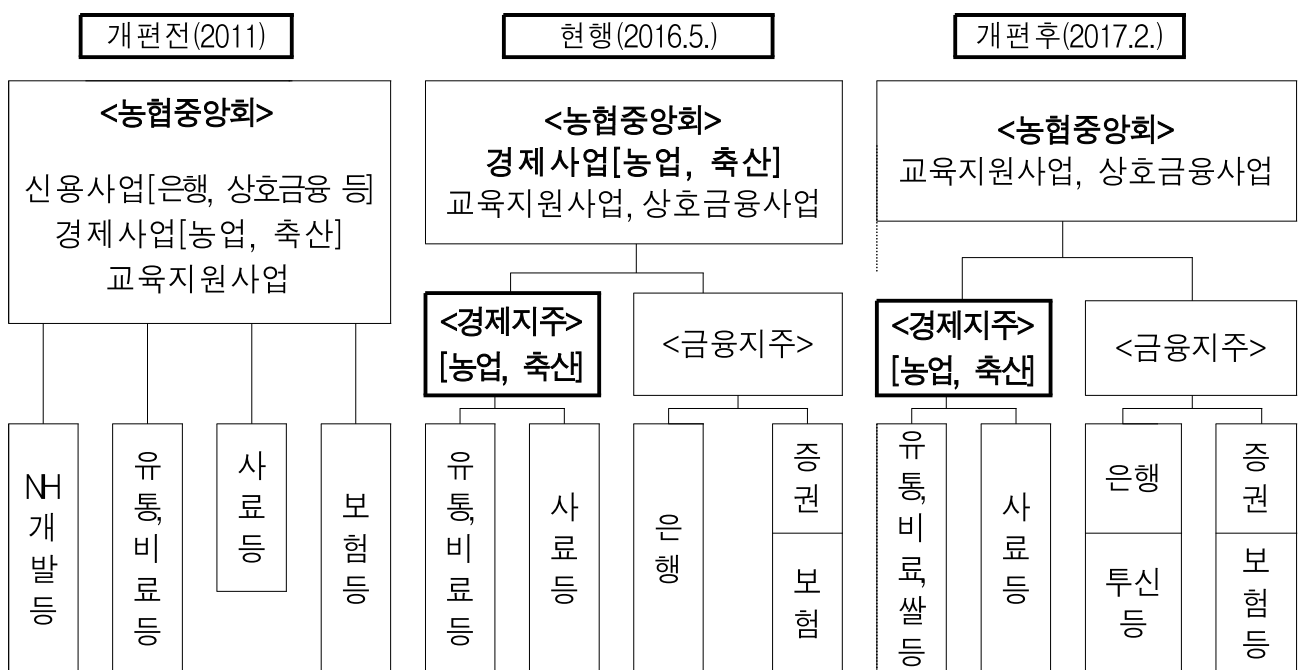 개편전(2011)
<농협중앙회>
신용사업[은행, 상호금융 등]
경제사업[농업, 축산]
교육지원사업
NH
개
발
등
유
통,
비
료
등
사
료
등
보
험
등
현행(2016.5.)
<농협중앙회>
경제사업[농업, 축산]
교육지원사업, 상호금융사업
<경제지주>
[농업, 축산]
<금융지주>
유
통,
비
료
등
사
료
등
은
행
증
권
보
험
개편후(2017.2.)
<농협중앙회>
교육지원사업, 상호금융사업
<경제지주>
[농업, 축산]
<금융지주>
유
통,
비
료,
쌀
등
사
료
등
은행
투신
등
증
권
보
험
등